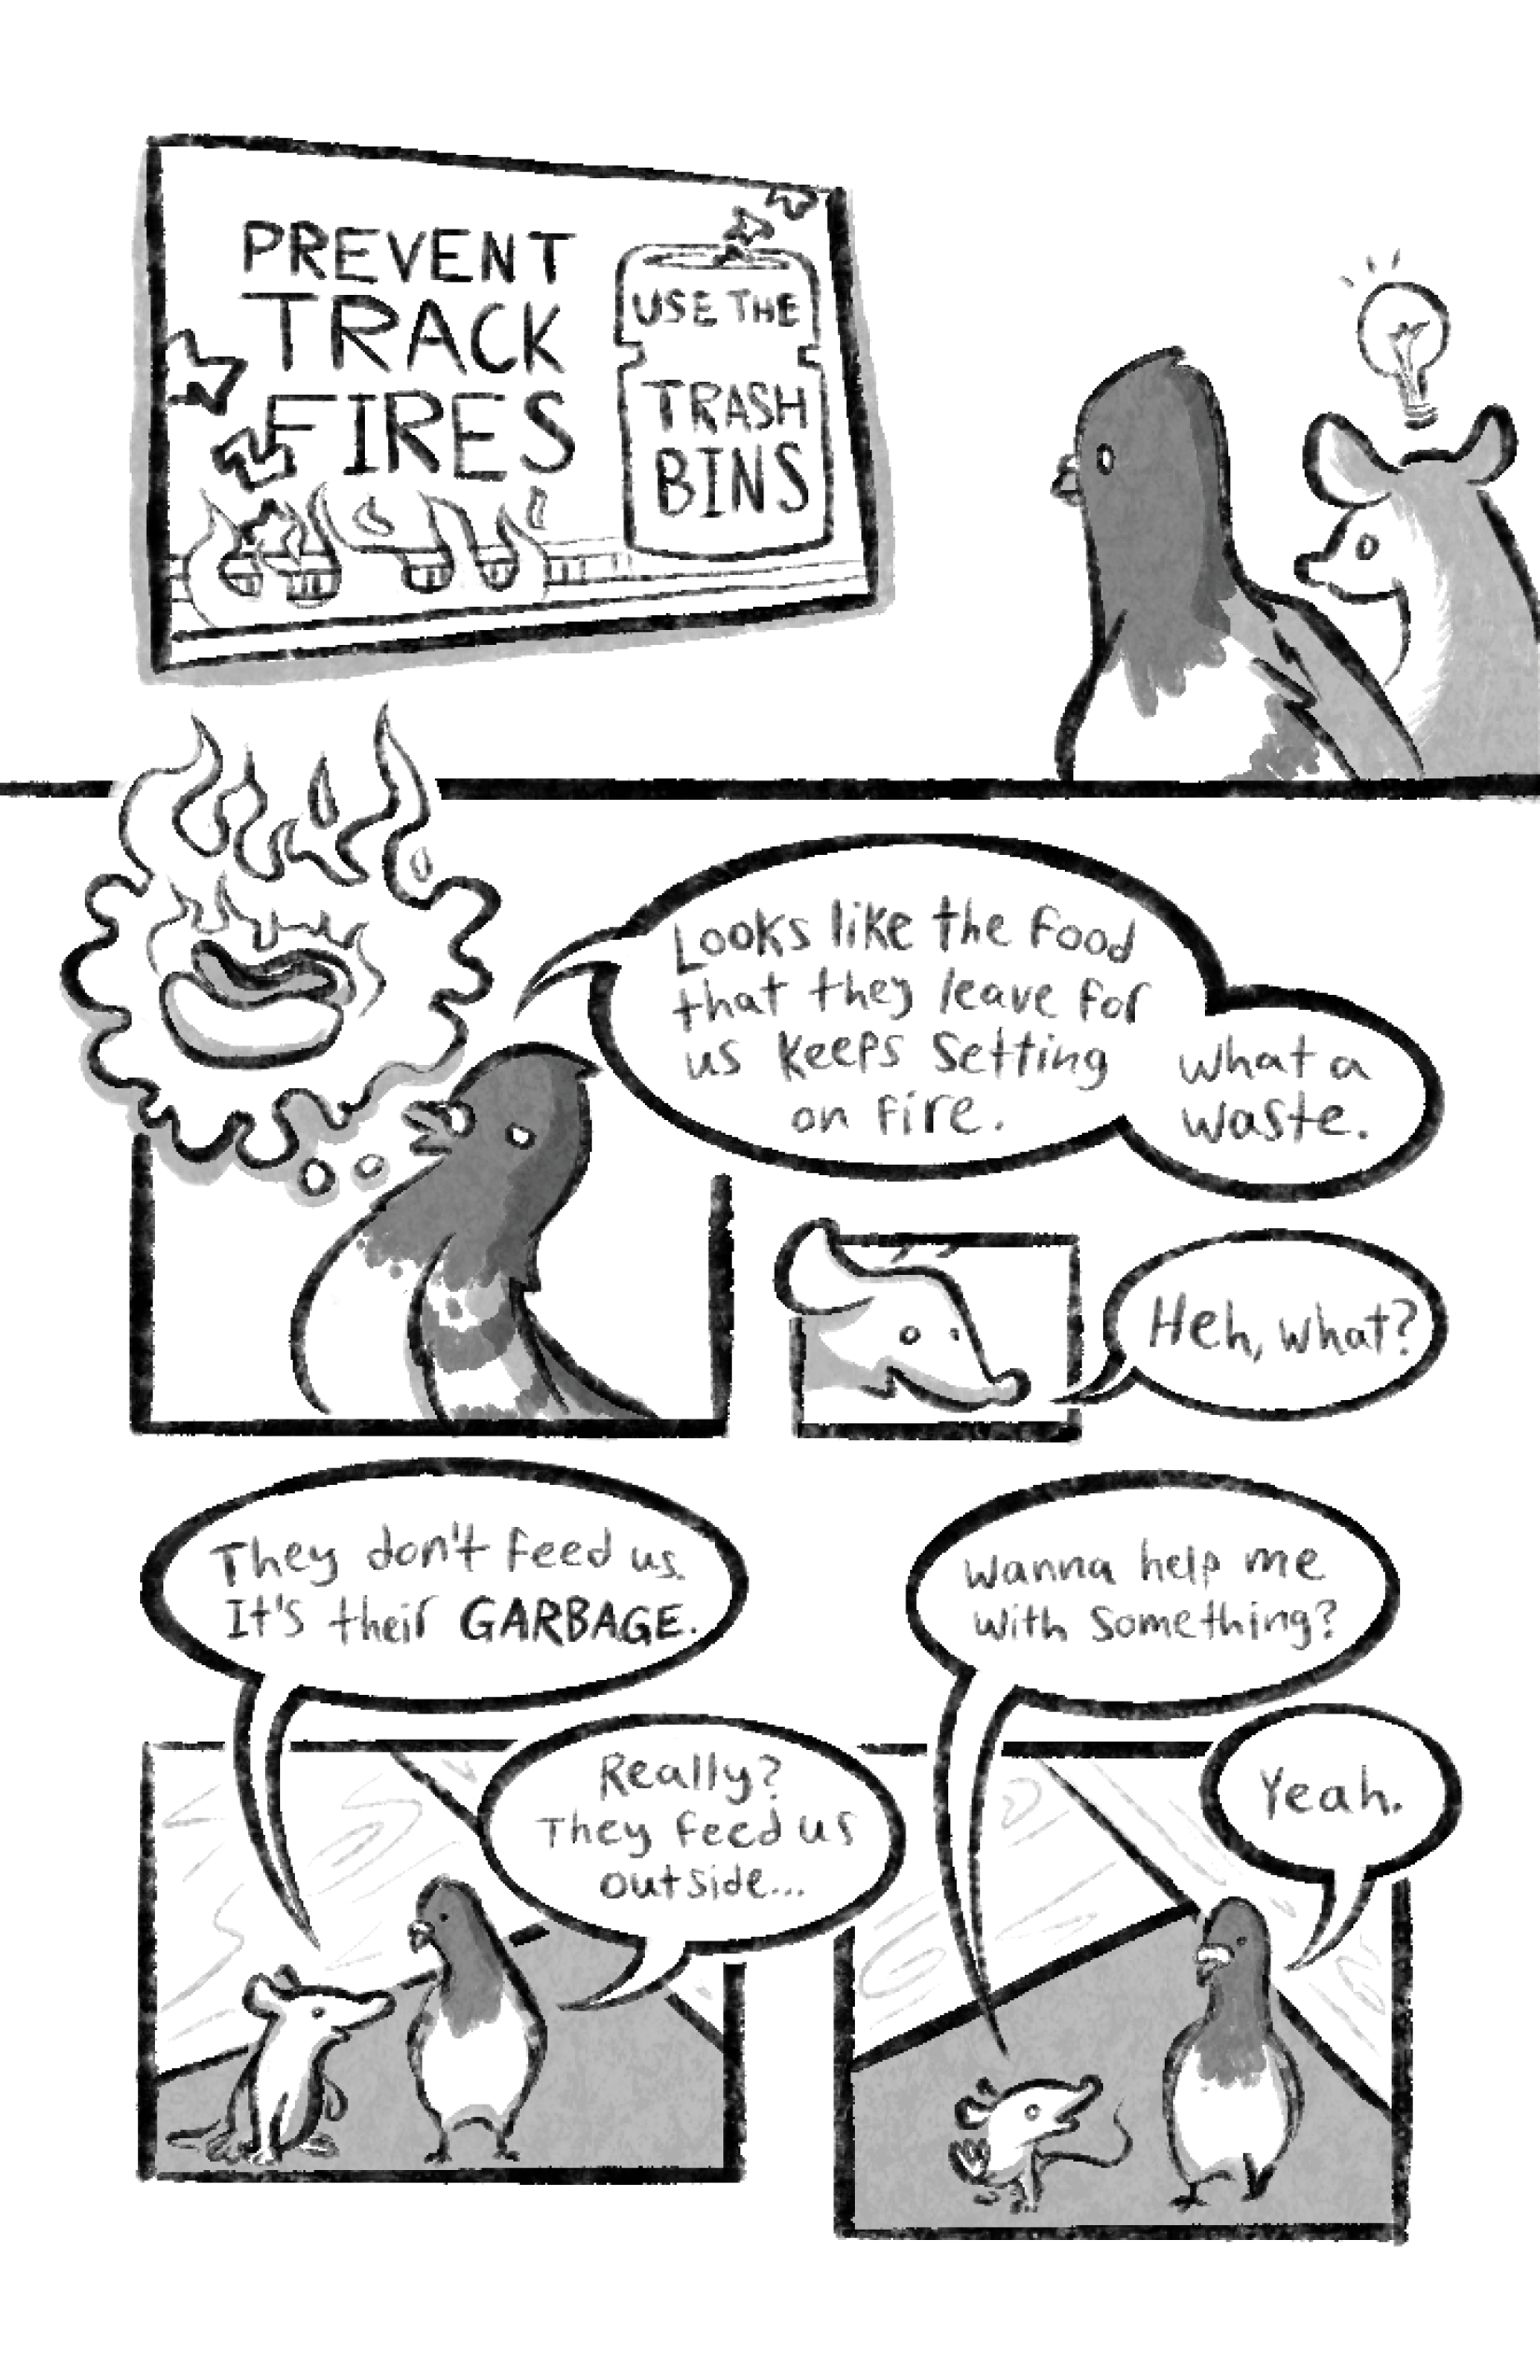 PREVENT
TRACK
FIRES
USE THE
TRASH
BINS
Looks like the food
that they leave for
us keeps setting
on fire.
what a
waste.
Heh, what?
They don't feed us.
It's their GARBAGE.
Really?
They feed us
outside...
Wanna help me
with something?
Yeah.